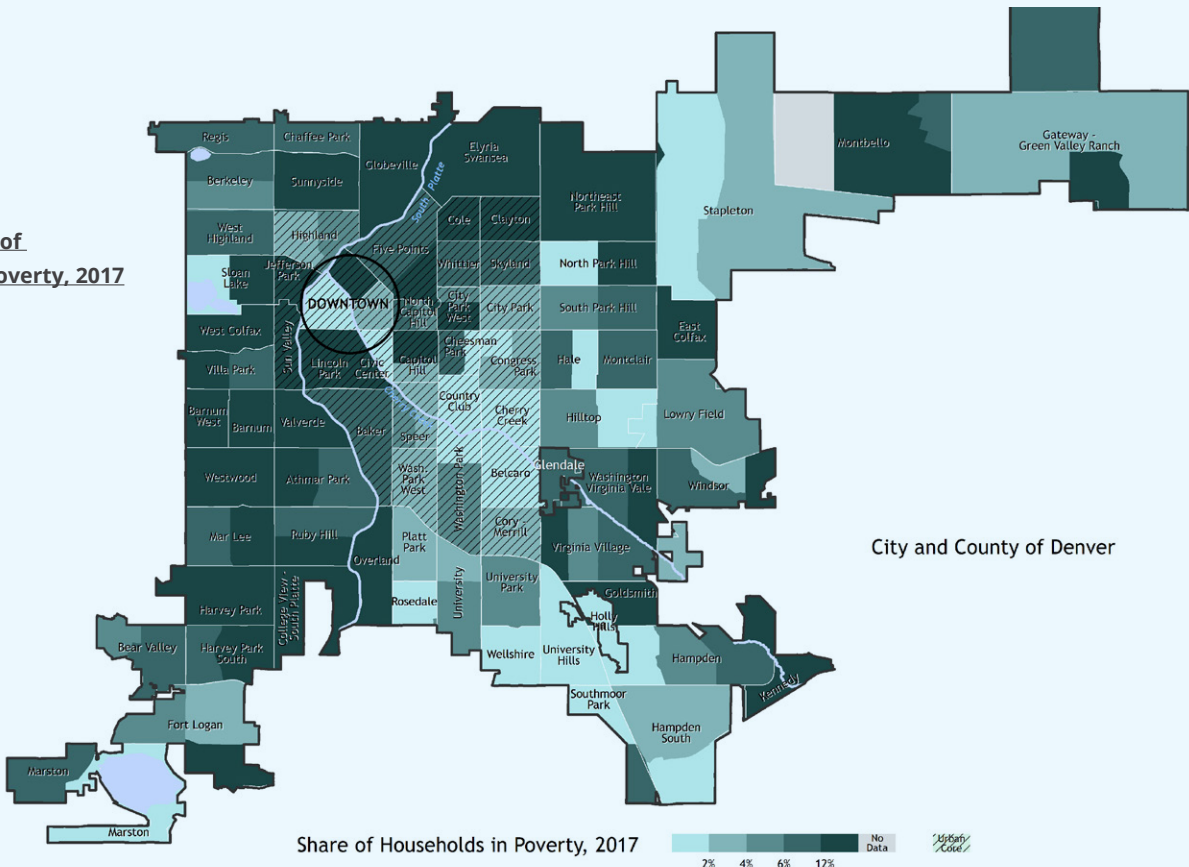 of
overty, 2017
Regis
Chaffee Park
Globeville
Elyria
Swansea
South Platte
Berkeley
Sunnyside
Northeast
Park Hill
Montbello
Gateway -
Green Valley Ranch
Stapleton
West
Highland
Highland
Cole
Clayton
Five Points
Whittier
Skyland
North Park Hill
Jefferson
Park
Sloan
Lake
DOWNTOWN
North
Capitol
Hill
City
Park
West
City Park
South Park Hill
West Colfax
Sun Valley
East
Colfax
Villa Park
Lincoln
Park
Civic
Center
Capitol
Hill
Cheesman
Park
Congress
Park
Hale
Montclair
Cherry Creek
Country
Club
Cherry
Creek
Hilltop
Lowry Field
Barnum
West
Barnum
Valverde
Baker
Speer
Westwood
Athmar Park
Wash.
Park
West
Washington Park
Belcaro
Glendale
Washington
Virginia Vale
Windsor
Mar Lee
Ruby Hill
Overland
Platt
Park
Cory -
Merrill
Virginia Village
City and County of Denver
Harvey Park
College View -
South Platte
Rosedale
University
University
Park
Goldsmith
Holly
Hills
Bear Valley
Harvey Park
South
Wellshire
University
Hills
Hampden
Kennedy
Southmoor
Park
Fort Logan
Hampden
South
Marston
Marston
Share of Households in Poverty, 2017
2% 4% 6% 12%
No
Data
Urban
Core